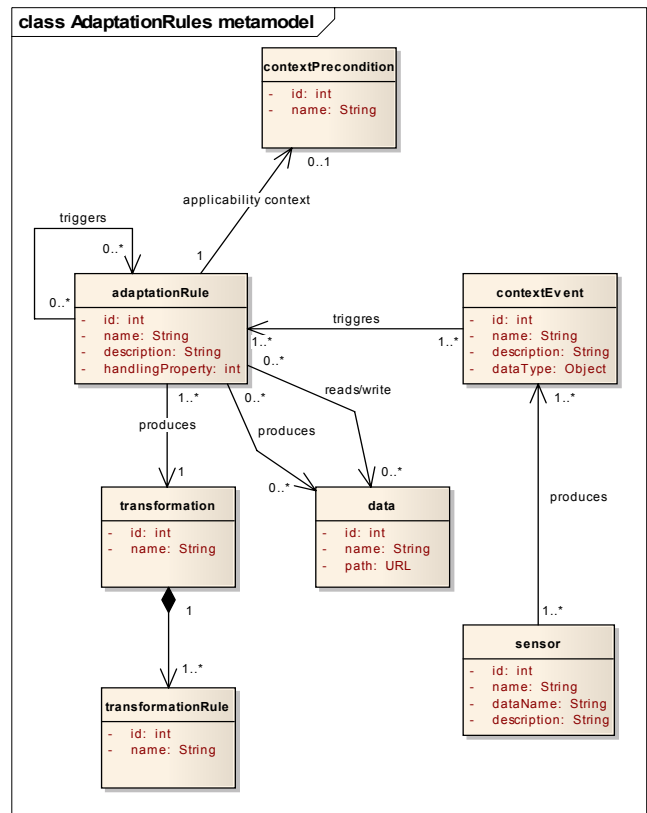 class AdaptationRules metamodel
contextPrecondition
- id: int
- name: String
0..1
applicability context
1
triggers
0..*
0..*
adaptationRule
- id: int
- name: String
- description: String
- handlingProperty: int
contextEvent
- id: int
- name: String
- description: String
- dataType: Object
triggres
1..*
1..*
0..*
reads/write
1..*
0..*
1..*
produces
produces
produces
1
0..*
0..*
transformation
- id: int
- name: String
data
- id: int
- name: String
- path: URL
1
1..*
1..*
transformationRule
- id: int
- name: String
sensor
- id: int
- name: String
- dataName: String
- description: String